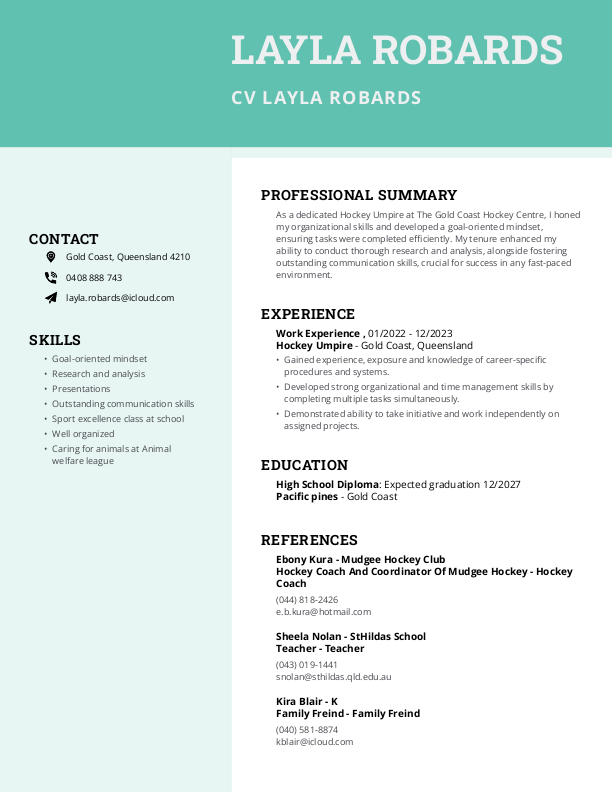 LAYLA ROBARDS
CV LAYLA ROBARDS
CONTACT
Gold Coast, Queensland 4210
0408 888 743
layla.robards@icloud.com
SKILLS
• Goal-oriented mindset
• Research and analysis
• Presentations
• Outstanding communication skills
• Sport excellence class at school
• Well organized
• Caring for animals at Animal
welfare league
PROFESSIONAL SUMMARY
As a dedicated Hockey Umpire at The Gold Coast Hockey Centre, I honed
my organizational skills and developed a goal-oriented mindset,
ensuring tasks were completed efficiently. My tenure enhanced my
ability to conduct thorough research and analysis, alongside fostering
outstanding communication skills, crucial for success in any fast-paced
environment.
EXPERIENCE
Work Experience , 01/2022 - 12/2023
Hockey Umpire - Gold Coast, Queensland
• Gained experience, exposure and knowledge of career-specific
procedures and systems.
• Developed strong organizational and time management skills by
completing multiple tasks simultaneously.
• Demonstrated ability to take initiative and work independently on
assigned projects.
EDUCATION
High School Diploma: Expected graduation 12/2027
Pacific pines - Gold Coast
REFERENCES
Ebony Kura - Mudgee Hockey Club
Hockey Coach And Coordinator Of Mudgee Hockey - Hockey
Coach
(044) 818-2426
e.b.kura@hotmail.com
Sheela Nolan - StHildas School
Teacher - Teacher
(043) 019-1441
snolan@sthildas.qld.edu.au
Kira Blair - K
Family Freind - Family Freind
(040) 581-8874
kblair@icloud.com